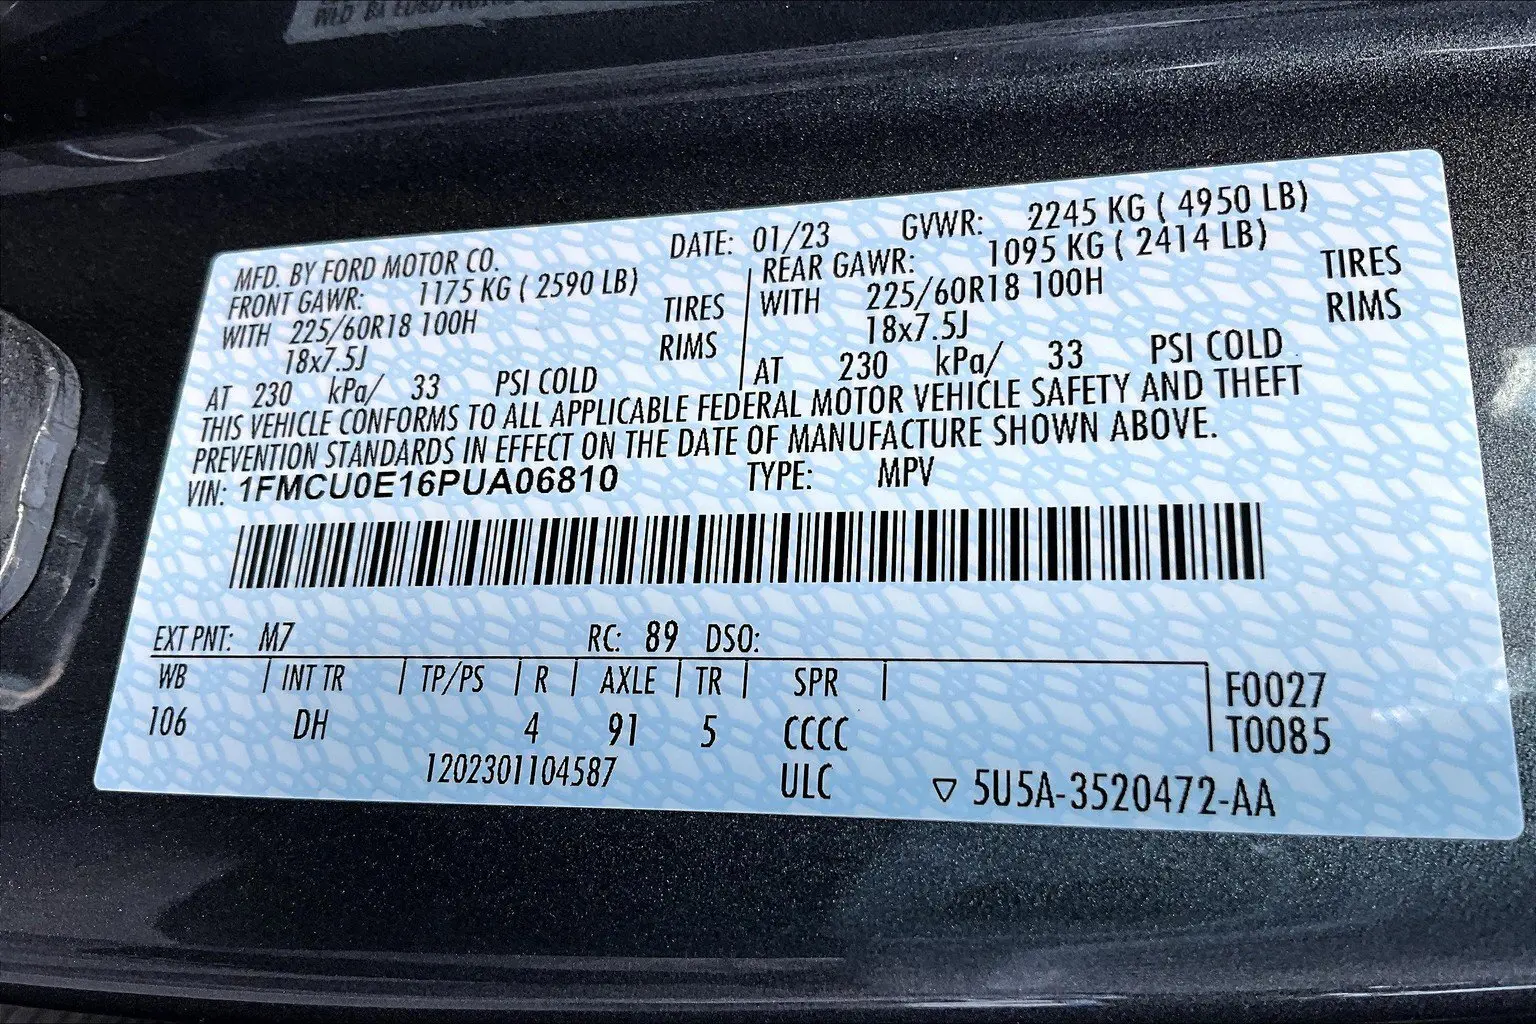 MFD. BY FORD MOTOR CO. DATE: 01/23 GVWR: 2245 KG ( 4950 LB)
FRONT GAWR: 1175 KG ( 2590 LB) REAR GAWR: 1095 KG ( 2414 LB)
WITH 225/60R18 100H TIRES WITH 225/60R18 100H TIRES
18x7.5J RIMS 18x7.5J RIMS
AT 230 kPa/ 33 PSI COLD AT 230 kPa/ 33 PSI COLD
THIS VEHICLE CONFORMS TO ALL APPLICABLE FEDERAL MOTOR VEHICLE SAFETY AND THEFT
PREVENTION STANDARDS IN EFFECT ON THE DATE OF MANUFACTURE SHOWN ABOVE.
VIN: 1FMCU0E16PUA06810 TYPE: MPV
EXT PNT: M7 RC: 89 DSO:
WB INT TR TP/PS R AXLE TR SPR F0027
106 DH 4 91 5 CCCC T0085
1202301104587 ULC ▽ 5U5A-3520472-AA